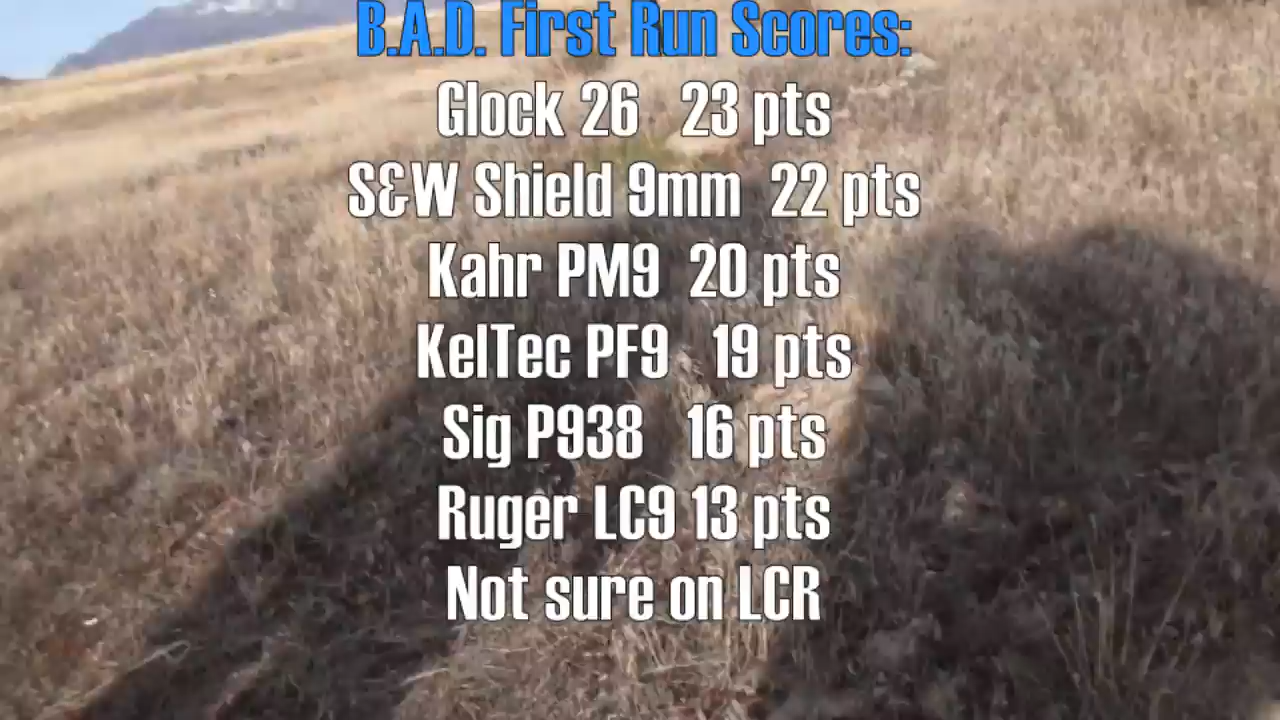 B.A.D. First Run Scores:
Glock 26 23 pts
S&W Shield 9mm 22 pts
Kahr PM9 20 pts
KelTec PF9 19 pts
Sig P938 16 pts
Ruger LC9 13 pts
Not sure on LCR